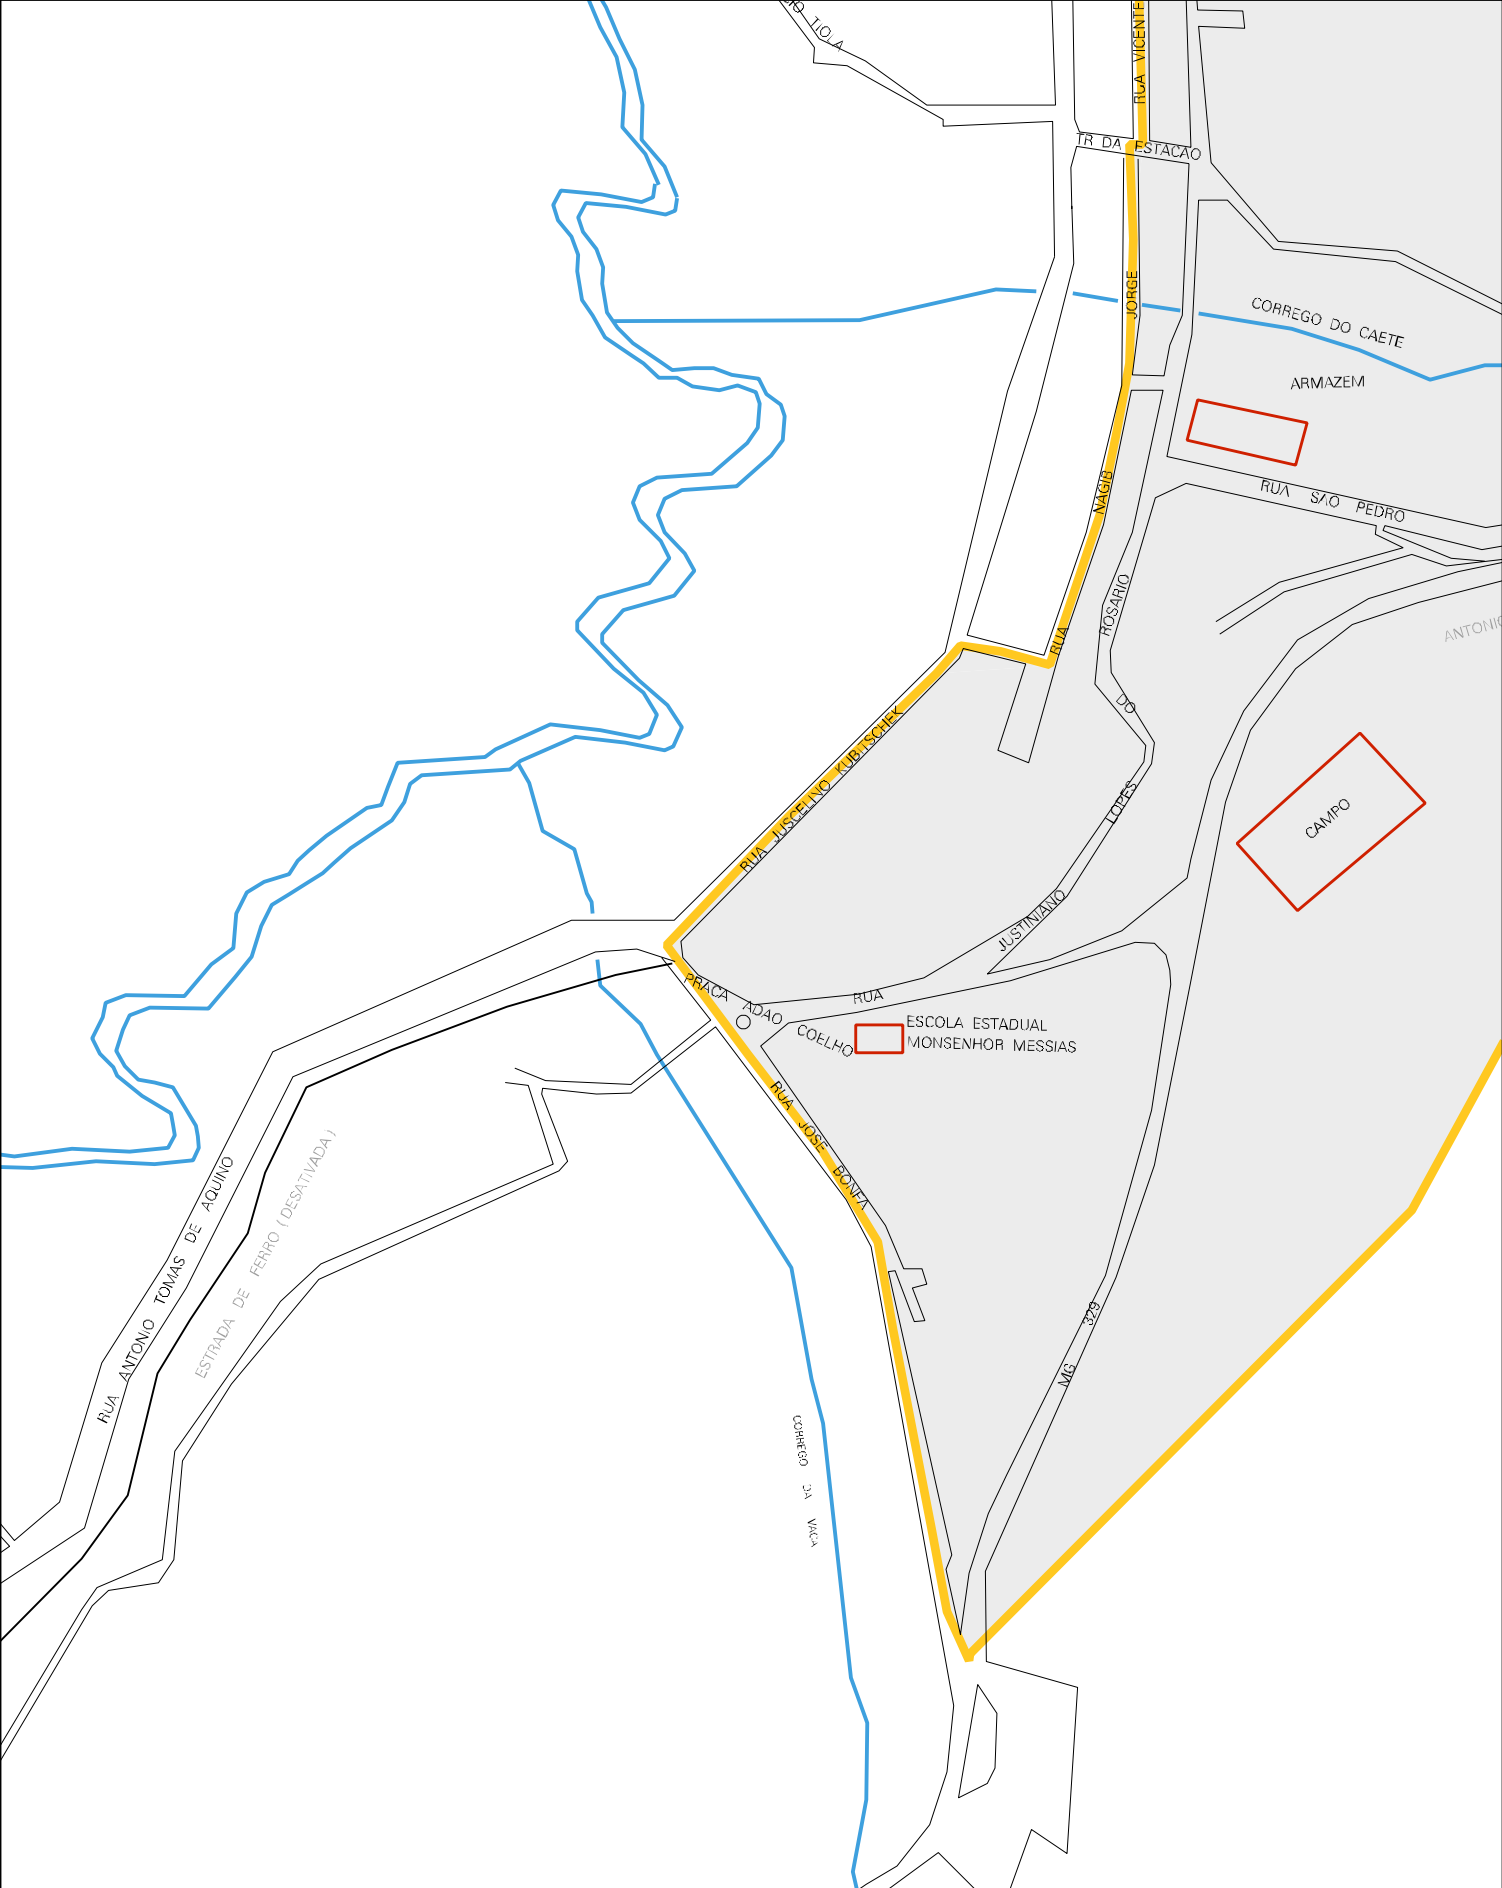 TIOLA
RUA VICENTE
TR DA ESTACAO
JORGE
CORREGO DO CAETE
ARMAZEM
NAGIB
RUA SAO PEDRO
ROSARIO
ANTONIO
RUA
DO
RUA JUSCELINO KUBITSCHEK
LOPES
CAMPO
JUSTINIANO
PRACA ADAO COELHO
RUA
ESCOLA ESTADUAL
MONSENHOR MESSIAS
RUA JOSE BONFA
RUA ANTONIO TOMAS DE AQUINO
ESTRADA DE FERRO ( DESATIVADA )
MG 329
CORREGO DA VACA